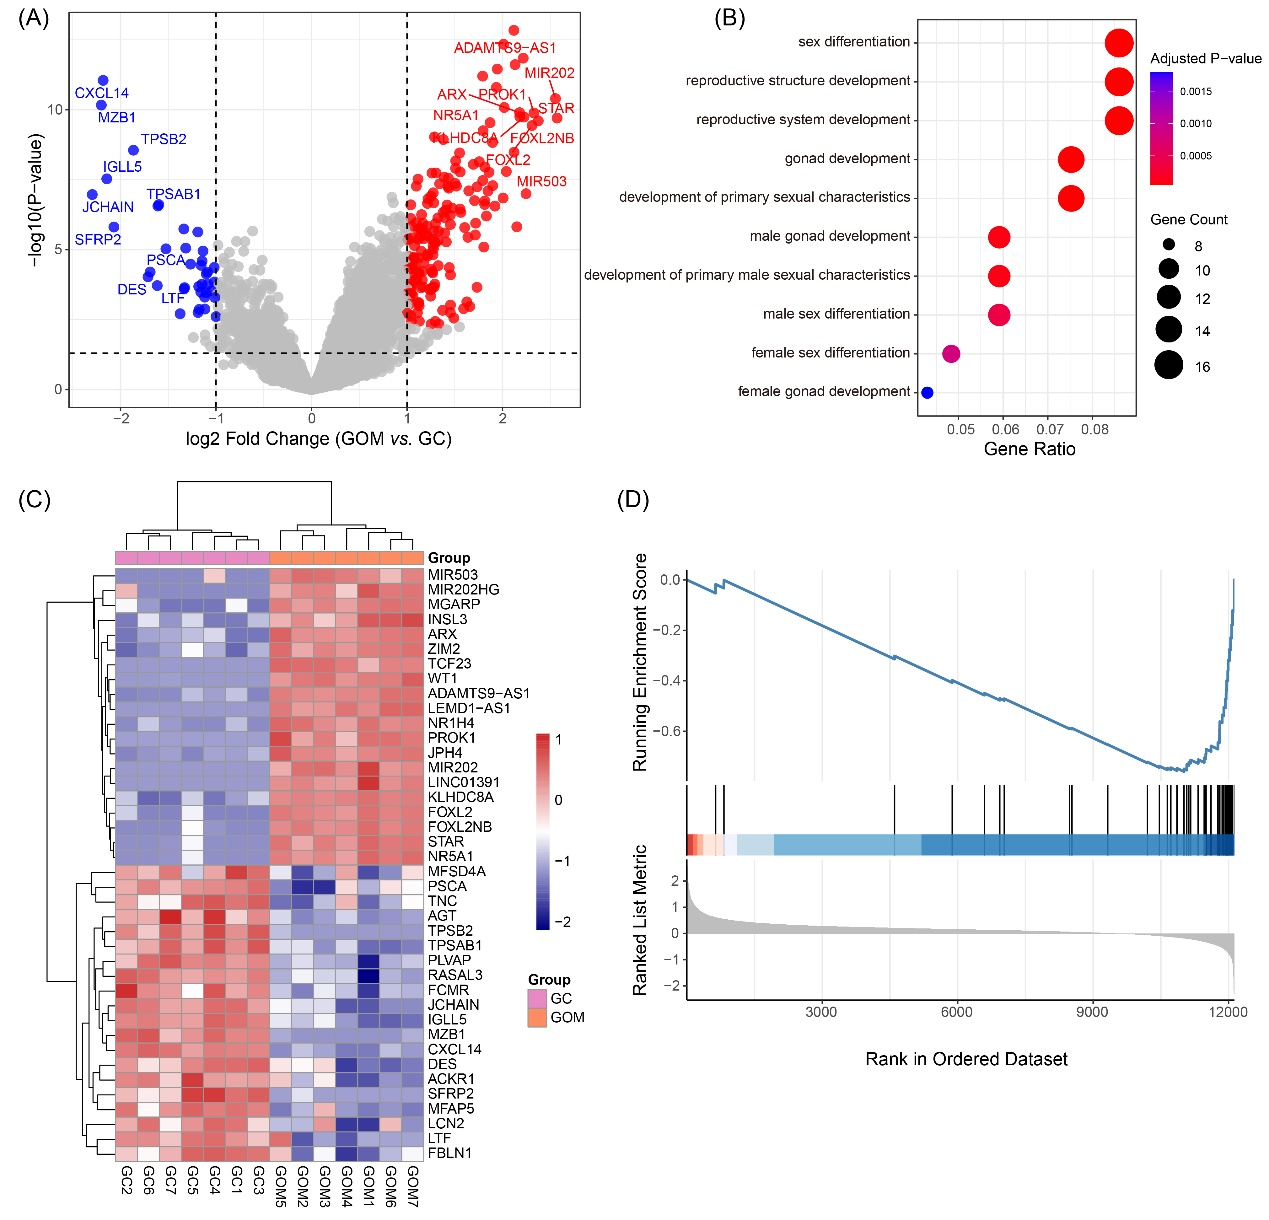 (A)
ADAMTS9-AS1
MIR202
ARX
PROK1
STAR
NR5A1
KLHDC8A
FOXL2NB
FOXL2
MIR503
CXCL14
MZB1
TPSB2
IGLL5
TPSAB1
JCHAIN
SFRP2
PSCA
DES
LTF
10
5
0
−log10(P−value)
−2
−1
0
1
2
log2 Fold Change (GOM vs. GC)
(B)
sex differentiation
reproductive structure development
reproductive system development
gonad development
development of primary sexual characteristics
male gonad development
development of primary male sexual characteristics
male sex differentiation
female sex differentiation
female gonad development
0.05
0.06
0.07
0.08
Gene Ratio
Adjusted P−value
0.0015
0.0010
0.0005
Gene Count
8
10
12
14
16
(C)
Group
MIR503
MIR202HG
MGARP
INSL3
ARX
ZIM2
TCF23
WT1
ADAMTS9−AS1
LEMD1−AS1
NR1H4
PROK1
JPH4
MIR202
LINC01391
KLHDC8A
FOXL2
FOXL2NB
STAR
NR5A1
MFSD4A
PSCA
TNC
AGT
TPSB2
TPSAB1
PLVAP
RASAL3
FCMR
JCHAIN
IGLL5
MZB1
CXCL14
DES
ACKR1
SFRP2
MFAP5
LCN2
LTF
FBLN1
GC2
GC6
GC7
GC5
GC4
GC1
GC3
GOM5
GOM2
GOM3
GOM4
GOM1
GOM6
GOM7
1
0
−1
−2
Group
GC
GOM
(D)
Running Enrichment Score
0.0
−0.2
−0.4
−0.6
Ranked List Metric
2
1
0
−1
−2
3000
6000
9000
12000
Rank in Ordered Dataset